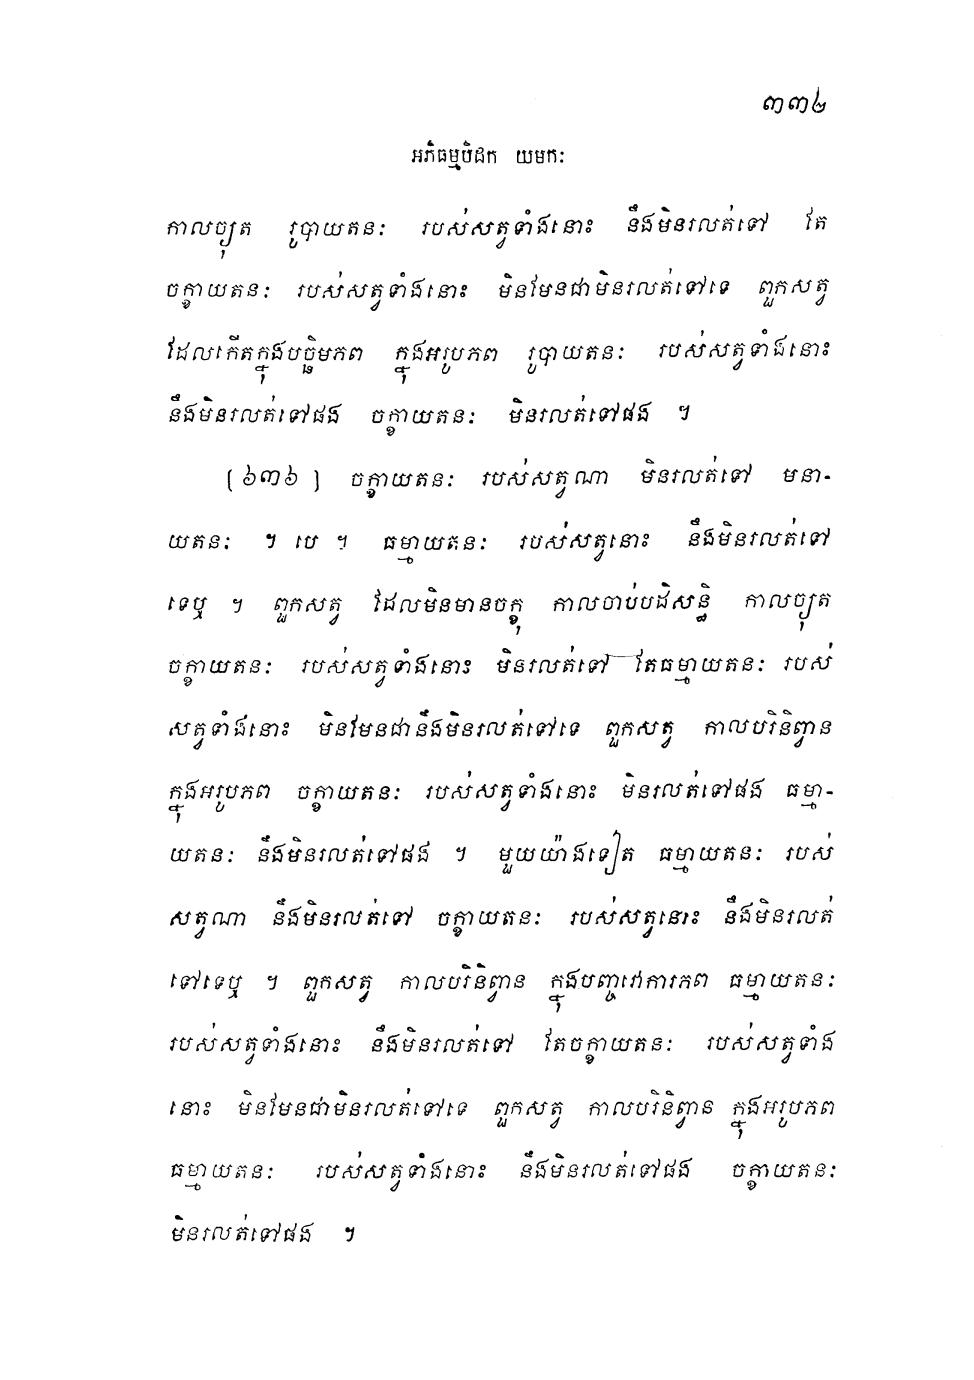 ៣៣៤
អភិធម្មបិដក យមកៈ
កាលច្យុត រូបាយតនៈ របស់សត្វទាំងនោះ នឹងមិនរលត់ទៅ តែ
ចក្ខាយតនៈ របស់សត្វទាំងនោះ មិនមែនជាមិនរលត់ទៅទេ ពួកសត្វ
ដែលកើតក្នុងបច្ឆិមភព ក្នុងអរូបភព រូបាយតនៈ របស់សត្វទាំងនោះ
នឹងមិនរលត់ទៅផង ចក្ខាយតនៈ មិនរលត់ទៅផង ។
(៦៣៦) ចក្ខាយតនៈ របស់សត្វណា មិនរលត់ទៅ មនា-
យតនៈ ។ បេ ។ ធម្មាយតនៈ របស់សត្វនោះ នឹងមិនរលត់ទៅ
ទេឬ ។ ពួកសត្វ ដែលមិនមានចក្ខុ កាលចាប់បដិសន្ធិ កាលច្យុត
ចក្ខាយតនៈ របស់សត្វទាំងនោះ មិនរលត់ទៅ តែធម្មាយតនៈ របស់
សត្វទាំងនោះ មិនមែនជានឹងមិនរលត់ទៅទេ ពួកសត្វ កាលបរិនិព្វាន
ក្នុងអរូបភព ចក្ខាយតនៈ របស់សត្វទាំងនោះ មិនរលត់ទៅផង ធម្មា-
យតនៈ នឹងមិនរលត់ទៅផង ។ មួយយ៉ាងទៀត ធម្មាយតនៈ របស់
សត្វណា នឹងមិនរលត់ទៅ ចក្ខាយតនៈ របស់សត្វនោះ នឹងមិនរលត់
ទៅទេឬ ។ ពួកសត្វ កាលបរិនិព្វាន ក្នុងបញ្ចវោការភព ធម្មាយតនៈ
របស់សត្វទាំងនោះ នឹងមិនរលត់ទៅ តែចក្ខាយតនៈ របស់សត្វទាំង
នោះ មិនមែនជាមិនរលត់ទៅទេ ពួកសត្វ កាលបរិនិព្វាន ក្នុងអរូបភព
ធម្មាយតនៈ របស់សត្វទាំងនោះ នឹងមិនរលត់ទៅផង ចក្ខាយតនៈ
មិនរលត់ទៅផង ។